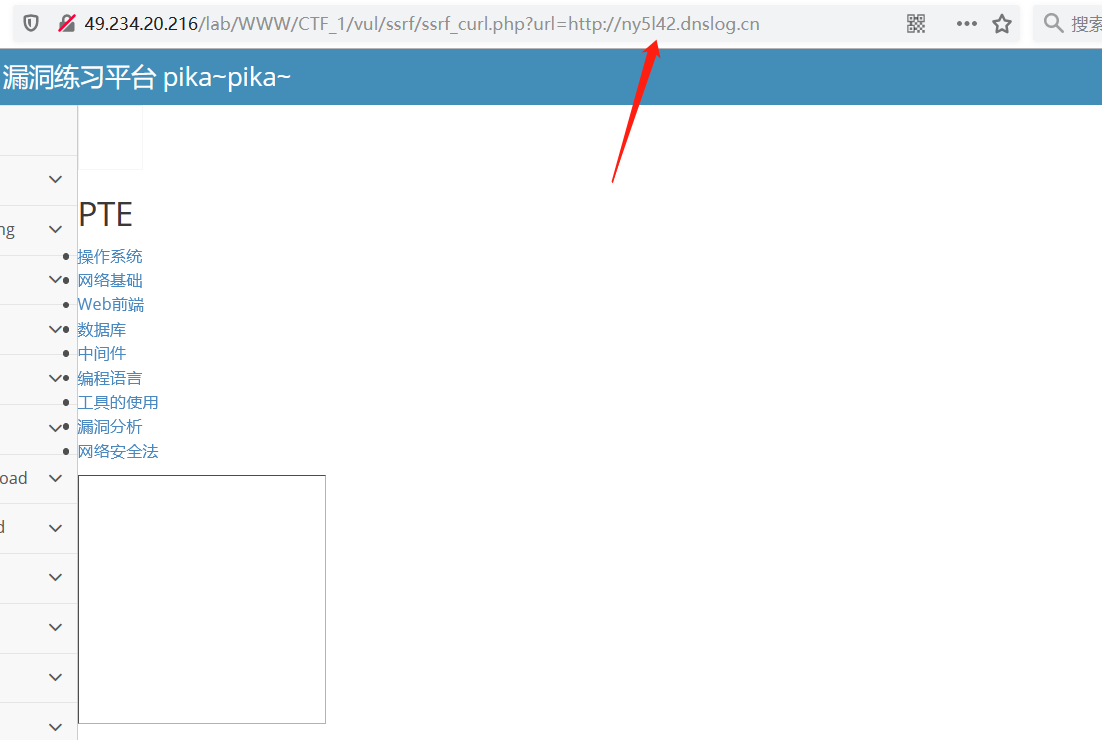 49.234.20.216/lab/WWW/CTF_1/vul/ssrf/ssrf_curl.php?url=http://ny5l42.dnslog.cn
搜索
漏洞练习平台 pika~pika~
PTE
ng
操作系统
网络基础
Web前端
数据库
中间件
编程语言
工具的使用
漏洞分析
网络安全法
oad
d